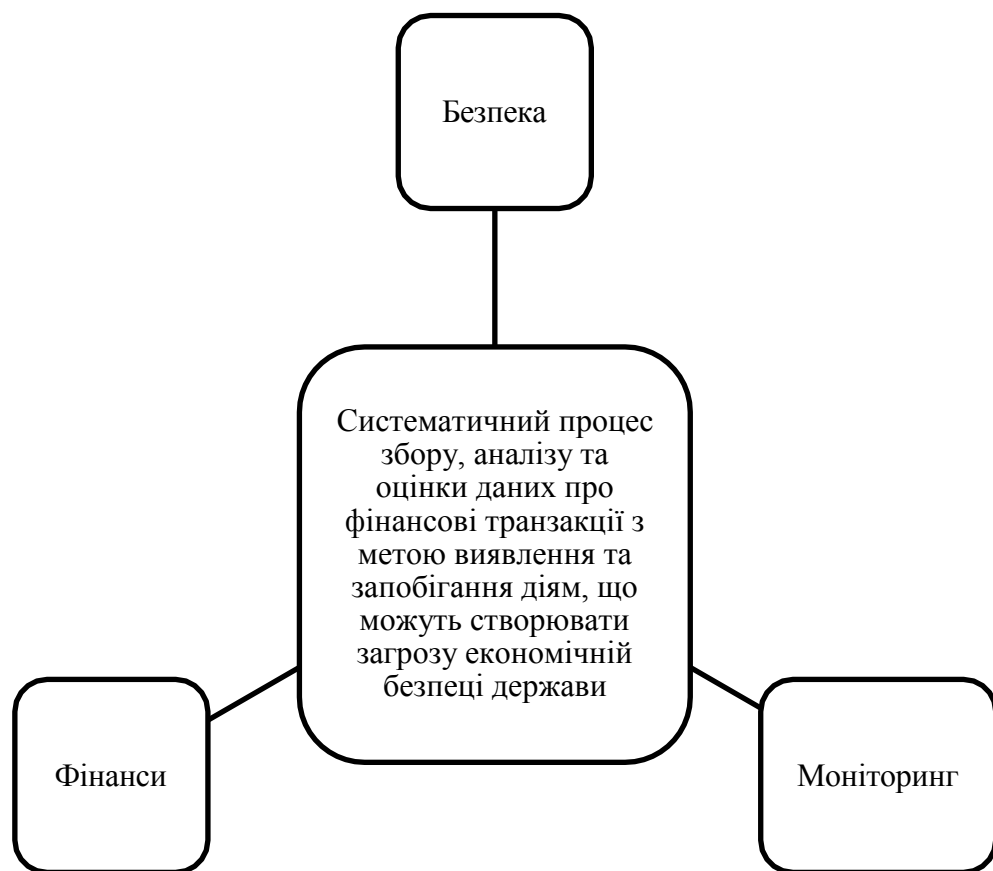 Безпека
Систематичний процес
збору, аналізу та
оцінки даних про
фінансові транзакції з
метою виявлення та
запобігання діям, що
можуть створювати
загрозу економічній
безпеці держави
Фінанси
Моніторинг